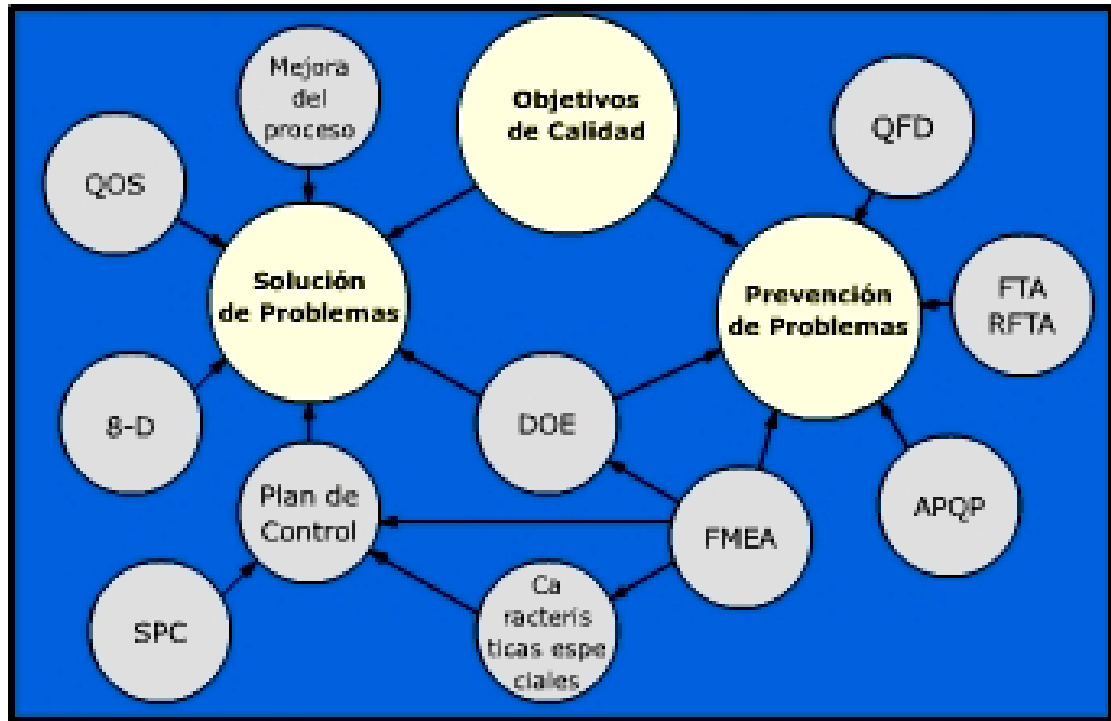 Mejora
del
proceso
Objetivos
de Calidad
QFD
QOS
Solución
de Problemas
Prevención
de Problemas
FTA
RFTA
8-D
DOE
Plan de
Control
FMEA
APQP
SPC
Ca
racterís
ticas espe
ciales